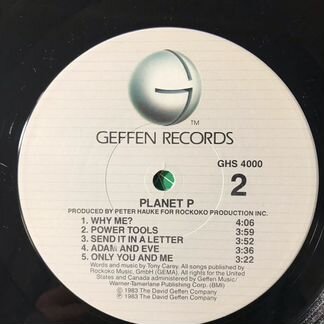 G
TM
GEFFEN RECORDS
GHS 4000
2
PLANET P
PRODUCED BY PETER HAUKE FOR ROCKOKO PRODUCTION INC.
1. WHY ME? 4:06
2. POWER TOOLS 3:59
3. SEND IT IN A LETTER 3:52
4. ADAM AND EVE 3:36
5. ONLY YOU AND ME 3:22
Words and music by Tony Carey. All songs published by
Rockoko Music, GmbH (GEMA). All rights for the United
States and Canada administered by Geffen Music/
Warner-Tamerlane Publishing Corp. (BMI)
℗ 1983 The David Geffen Company
© 1983 The David Geffen Company